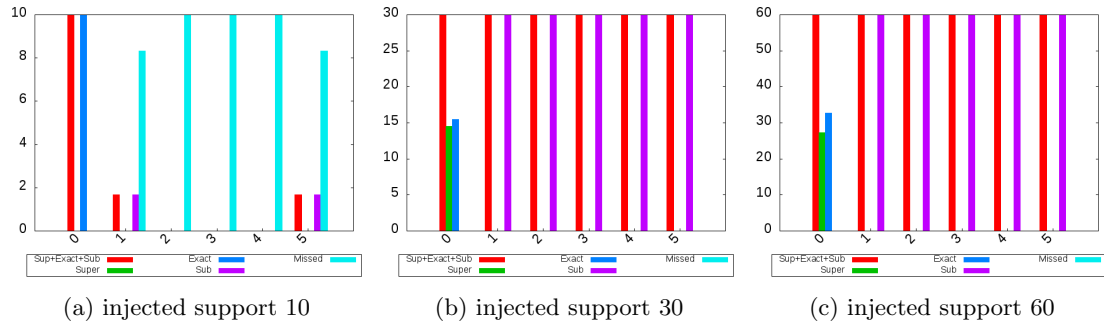 10
8
6
4
2
0
0 1 2 3 4 5
Sup+Exact+Sub Exact Missed
Super Sub
(a) injected support 10
30
25
20
15
10
5
0
0 1 2 3 4 5
Sup+Exact+Sub Exact Missed
Super Sub
(b) injected support 30
60
50
40
30
20
10
0
0 1 2 3 4 5
Sup+Exact+Sub Exact Missed
Super Sub
(c) injected support 60